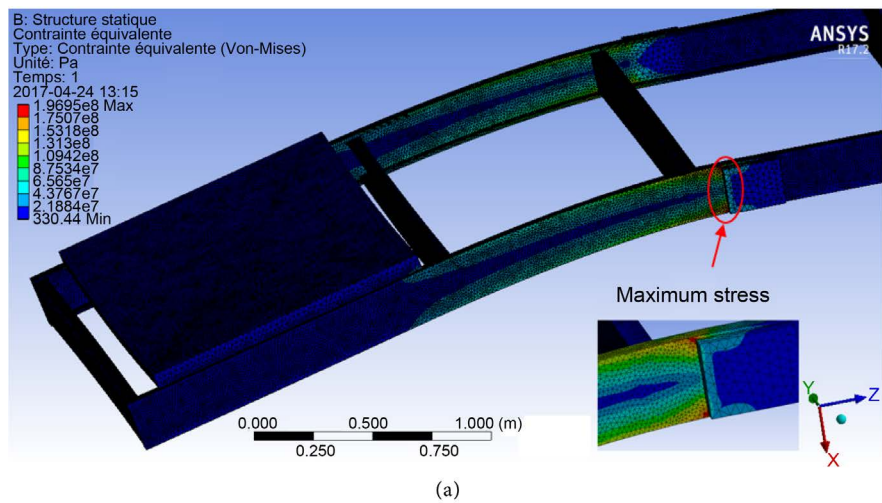 B: Structure statique
Contrainte équivalente
Type: Contrainte équivalente (Von-Mises)
Unité: Pa
Temps: 1
2017-04-24 13:15
1.9695e8 Max
1.7507e8
1.5318e8
1.313e8
1.0942e8
8.7534e7
6.565e7
4.3767e7
2.1884e7
330.44 Min
ANSYS
R17.2
Maximum stress
0.000 0.500 1.000 (m)
0.250 0.750
Y
Z
X
(a)